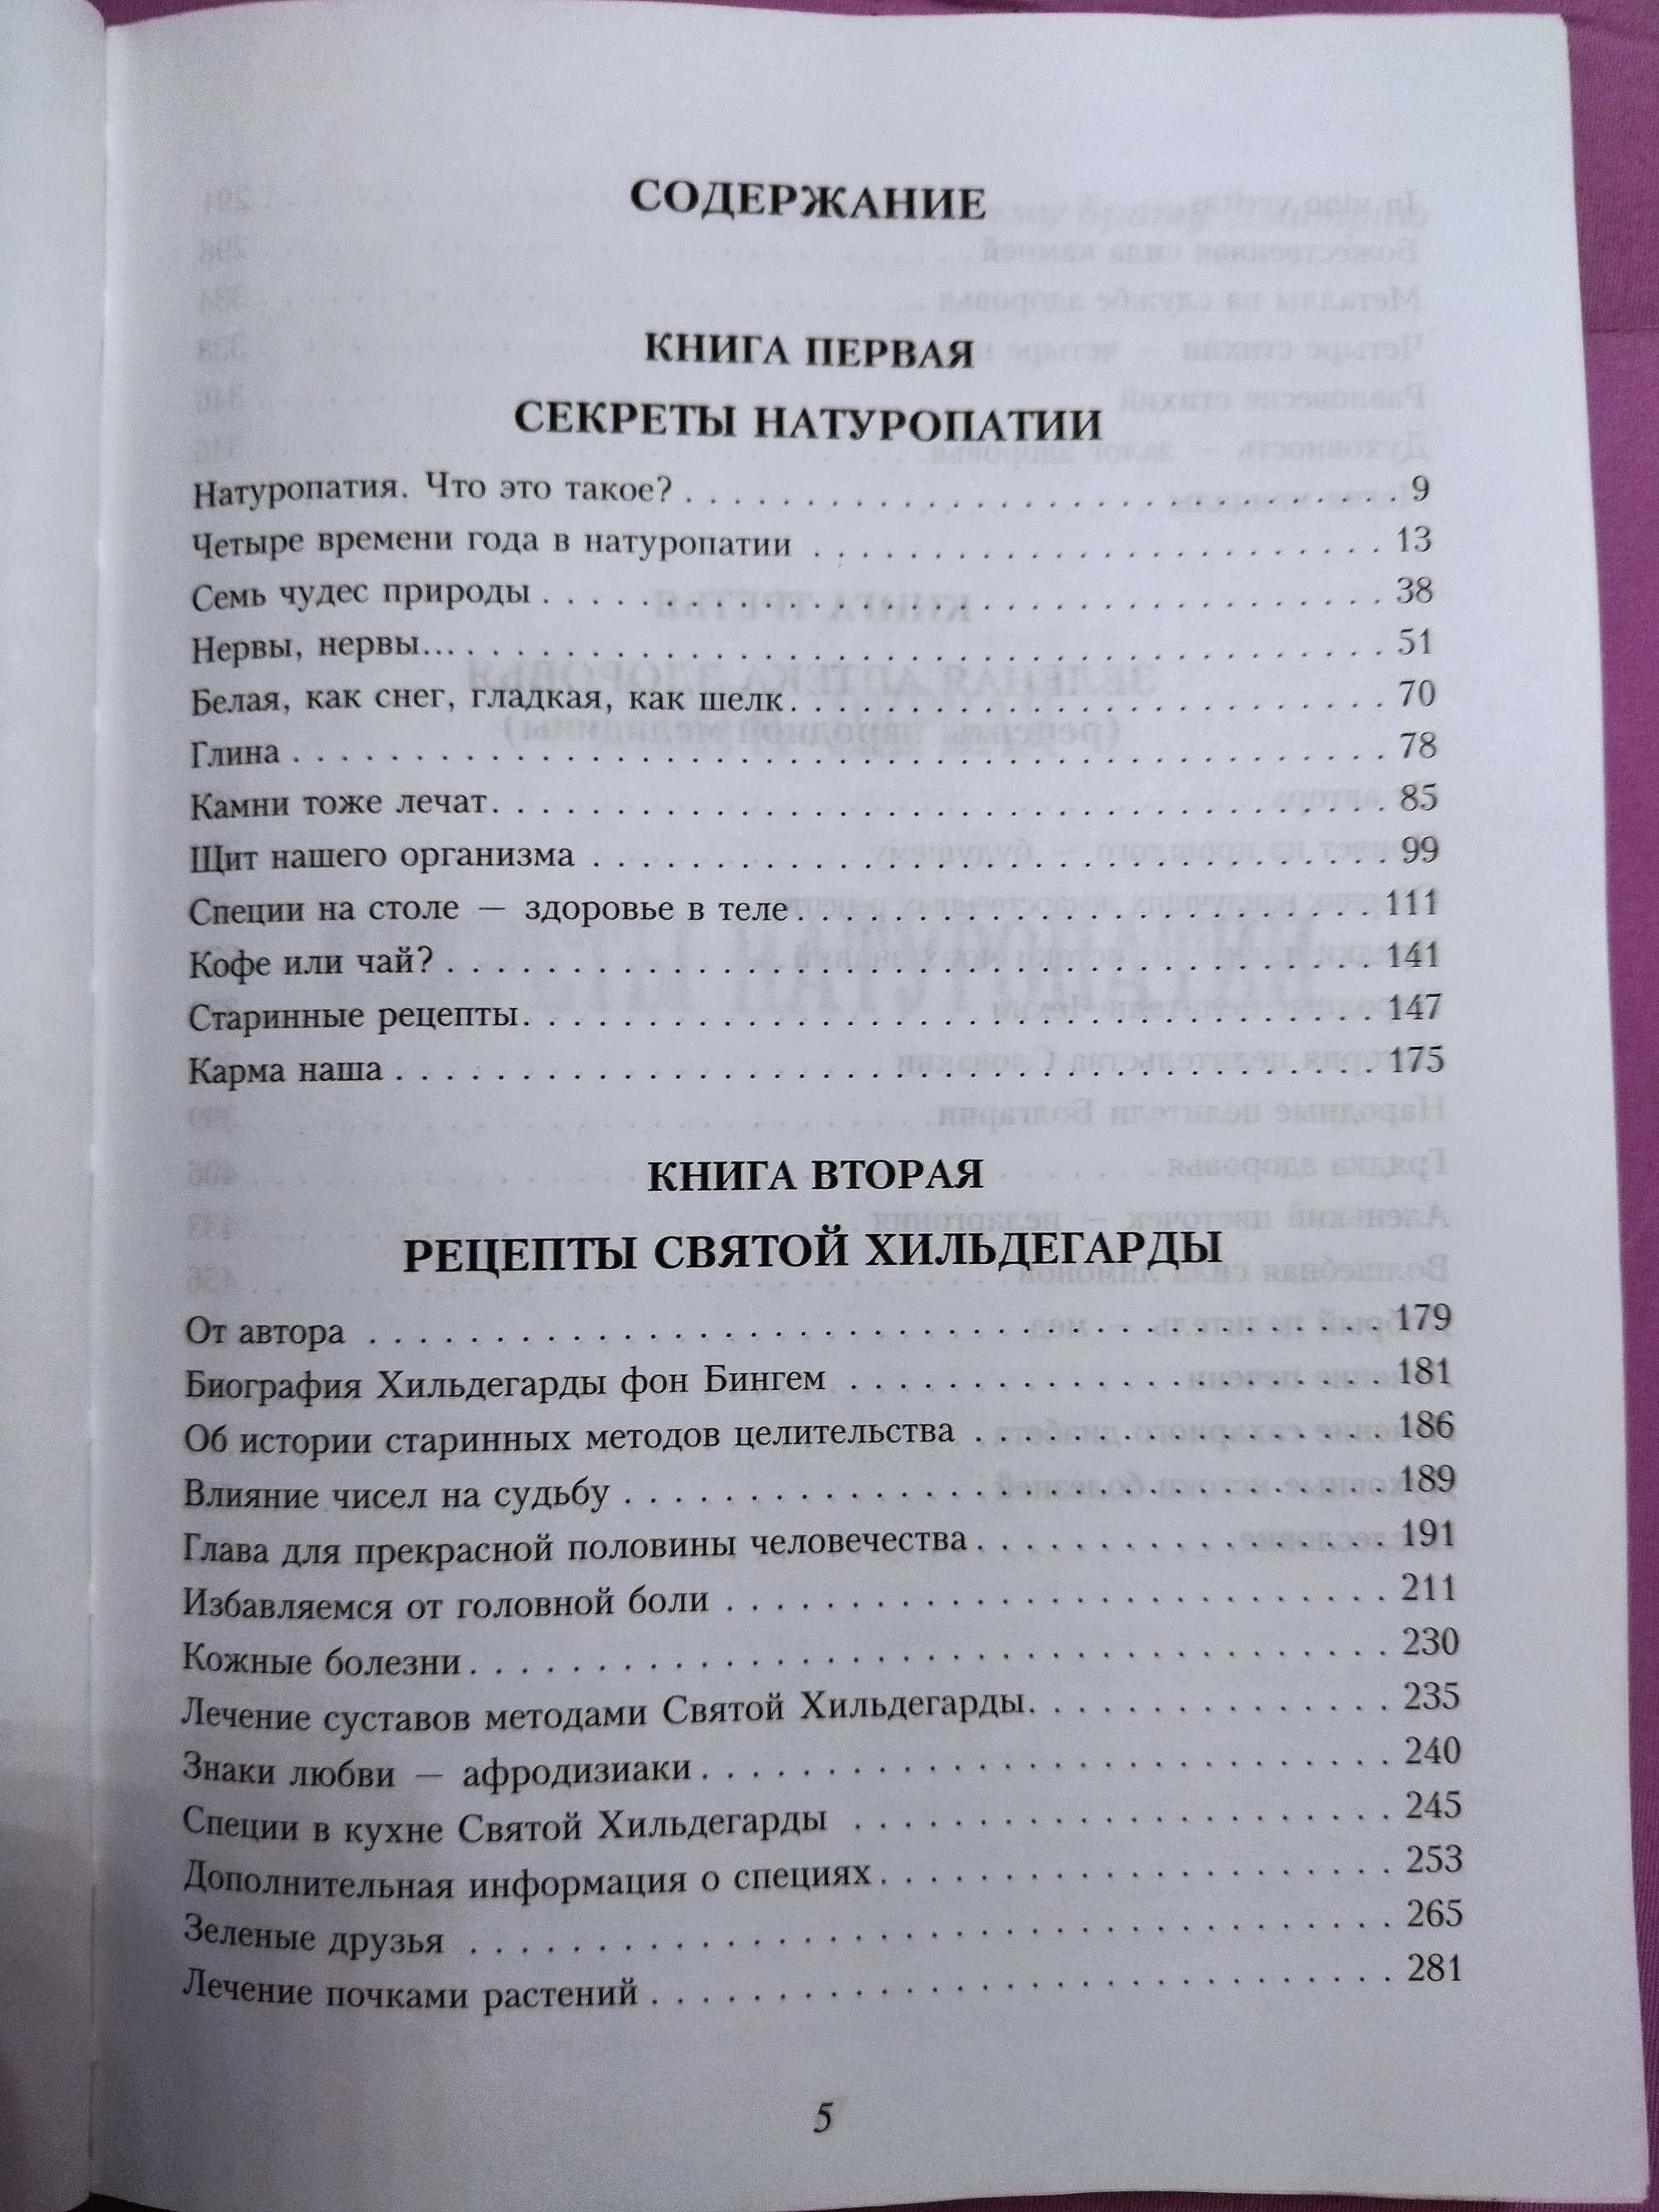 СОДЕРЖАНИЕ
КНИГА ПЕРВАЯ
СЕКРЕТЫ НАТУРОПАТИИ
Натуропатия. Что это такое? . . . . . . . . . . . . . . . . . . . . 9
Четыре времени года в натуропатии . . . . . . . . . . . . . . . . . . . . 13
Семь чудес природы . . . . . . . . . . . . . . . . . . . . 38
Нервы, нервы... . . . . . . . . . . . . . . . . . . . . 51
Белая, как снег, гладкая, как шелк . . . . . . . . . . . . . . . . . . . . 70
Глина . . . . . . . . . . . . . . . . . . . . 78
Камни тоже лечат . . . . . . . . . . . . . . . . . . . . 85
Щит нашего организма . . . . . . . . . . . . . . . . . . . . 99
Специи на столе — здоровье в теле . . . . . . . . . . . . . . . . . . . . 111
Кофе или чай? . . . . . . . . . . . . . . . . . . . . 141
Старинные рецепты . . . . . . . . . . . . . . . . . . . . 147
Карма наша . . . . . . . . . . . . . . . . . . . . 175
КНИГА ВТОРАЯ
РЕЦЕПТЫ СВЯТОЙ ХИЛЬДЕГАРДЫ
От автора . . . . . . . . . . . . . . . . . . . . 179
Биография Хильдегарды фон Бингем . . . . . . . . . . . . . . . . . . . . 181
Об истории старинных методов целительства . . . . . . . . . . . . . . . . 186
Влияние чисел на судьбу . . . . . . . . . . . . . . . . . . . . 189
Глава для прекрасной половины человечества . . . . . . . . . . . . . . . . 191
Избавляемся от головной боли . . . . . . . . . . . . . . . . . . . . 211
Кожные болезни . . . . . . . . . . . . . . . . . . . . 230
Лечение суставов методами Святой Хильдегарды . . . . . . . . . . . . . . 235
Знаки любви — афродизиаки . . . . . . . . . . . . . . . . . . . . 240
Специи в кухне Святой Хильдегарды . . . . . . . . . . . . . . . . . . . . 245
Дополнительная информация о специях . . . . . . . . . . . . . . . . . . . . 253
Зеленые друзья . . . . . . . . . . . . . . . . . . . . 265
Лечение почками растений . . . . . . . . . . . . . . . . . . . . 281
5